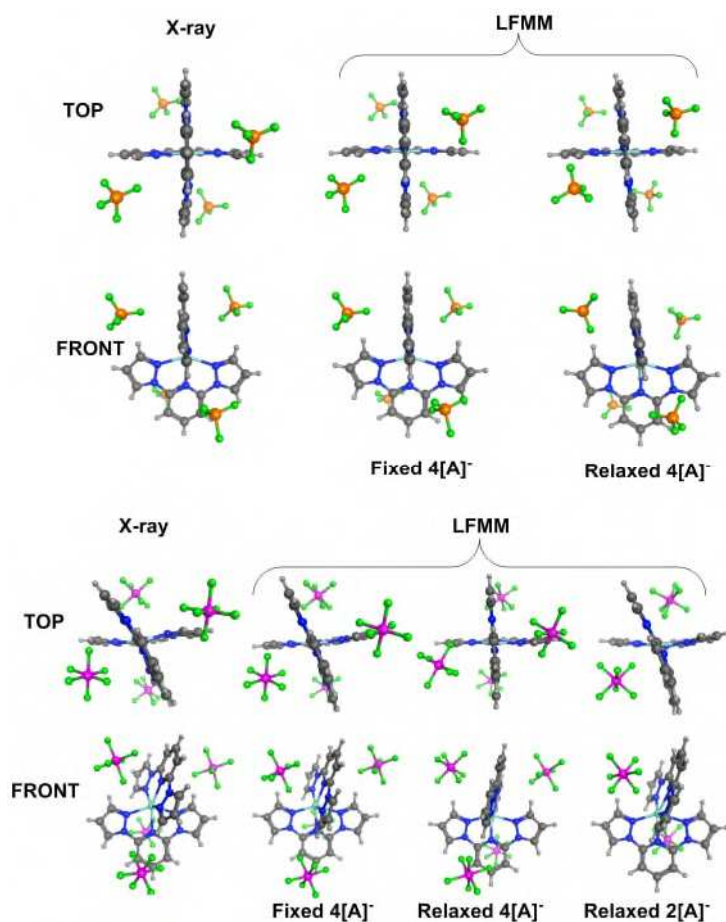 X-ray
LFMM
TOP
FRONT
Fixed 4[A]⁻
Relaxed 4[A]⁻
X-ray
LFMM
TOP
FRONT
Fixed 4[A]⁻
Relaxed 4[A]⁻
Relaxed 2[A]⁻